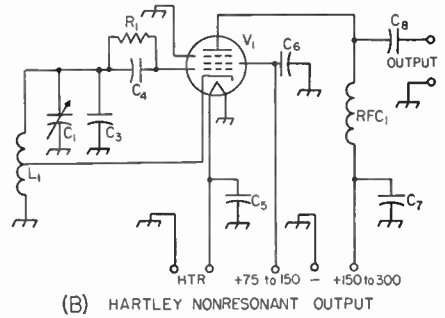 R1
V1
C8
C6
OUTPUT
C4
C1
C3
RFC1
L1
C5
C7
HTR +75 to 150 - +150 to 300
(B) HARTLEY NONRESONANT OUTPUT